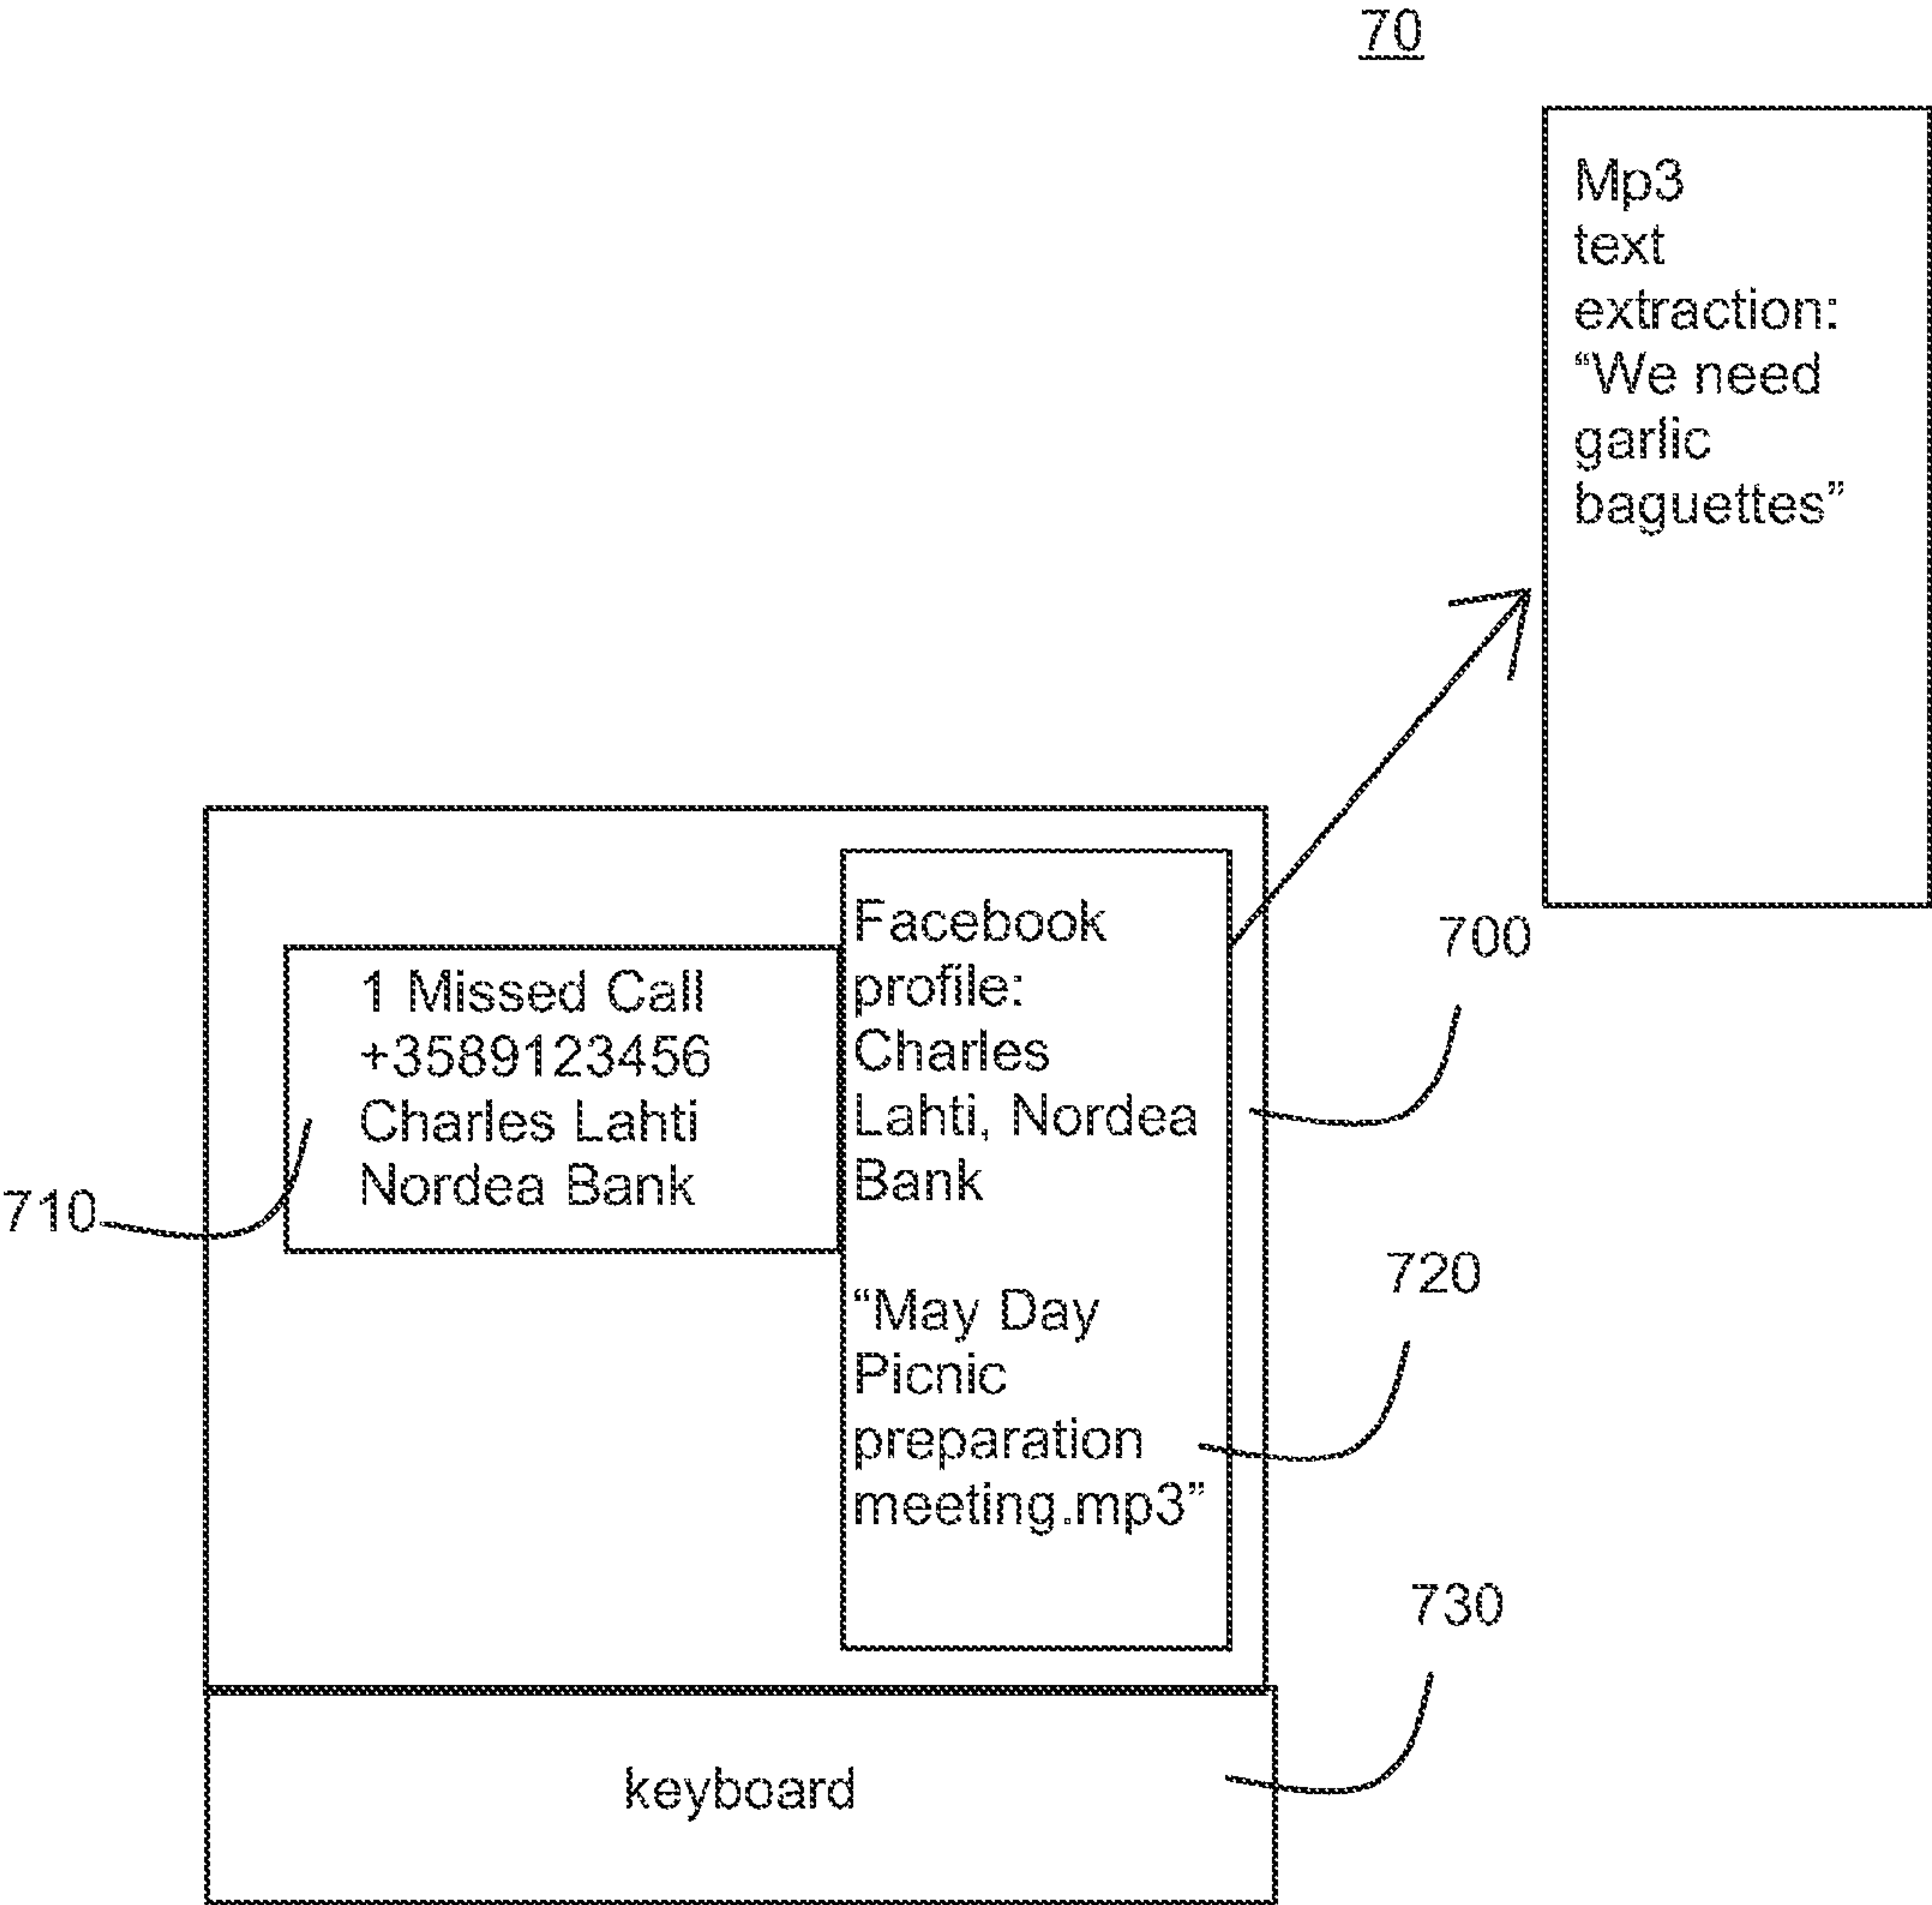 70
Mp3
text
extraction:
“We need
garlic
baguettes”
700
1 Missed Call
+3589123456
Charles Lahti
Nordea Bank
Facebook
profile:
Charles
Lahti, Nordea
Bank
“May Day
Picnic
preparation
meeting.mp3”
710
720
730
keyboard